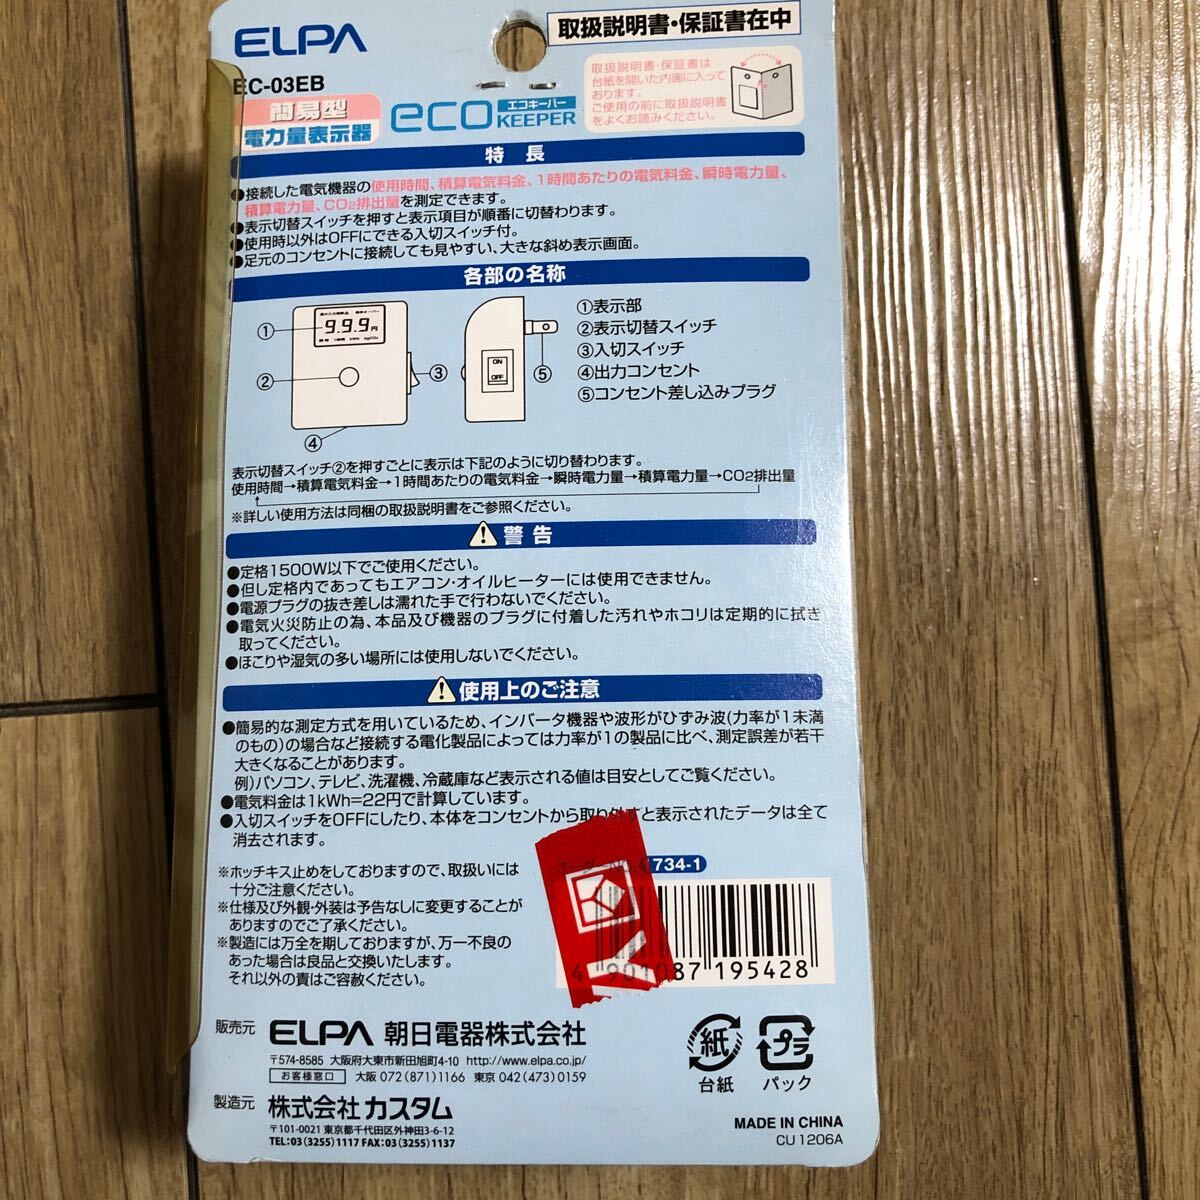 ELPA
取扱説明書・保証書在中
EC-03EB
簡易型
電力量表示器
eco エコキーパー KEEPER
取扱説明書・保証書は
台紙を開いた内面に入って
おります。
ご使用の前に取扱説明書
をよくお読みください。
特長
●接続した電気機器の使用時間、積算電気料金、1時間あたりの電気料金、瞬時電力量、
積算電力量、CO2排出量を測定できます。
●表示切替スイッチを押すと表示項目が順番に切替わります。
●使用時以外はOFFにできる入切スイッチ付。
●足元のコンセントに接続しても見やすい、大きな斜め表示画面。
各部の名称
9.9.9円
①
②
③
④
ON
OFF
⑤
①表示部
②表示切替スイッチ
③入切スイッチ
④出力コンセント
⑤コンセント差し込みプラグ
表示切替スイッチ②を押すごとに表示は下記のように切り替わります。
使用時間→積算電気料金→1時間あたりの電気料金→瞬時電力量→積算電力量→CO2排出量
※詳しい使用方法は同梱の取扱説明書をご参照ください。
警告
●定格1500W以下でご使用ください。
●但し定格内であってもエアコン・オイルヒーターには使用できません。
●電源プラグの抜き差しは濡れた手で行わないでください。
●電気火災防止の為、本品及び機器のプラグに付着した汚れやホコリは定期的に拭き
取ってください。
●ほこりや湿気の多い場所には使用しないでください。
使用上のご注意
●簡易的な測定方式を用いているため、インバータ機器や波形がひずみ波(力率が1未満
のもの)の場合など接続する電化製品によっては力率が1の製品に比べ、測定誤差が若干
大きくなることがあります。
例)パソコン、テレビ、洗濯機、冷蔵庫など表示される値は目安としてご覧ください。
●電気料金は1kWh=22円で計算しています。
●入切スイッチをOFFにしたり、本体をコンセントから取り外すと表示されたデータは全て
消去されます。
※ホッチキス止めをしておりますので、取扱いには
十分ご注意ください。
※仕様及び外観・外装は予告なしに変更することが
ありますのでご了承ください。
※製造には万全を期しておりますが、万一不良の
あった場合は良品と交換いたします。
それ以外の責はご容赦ください。
オーダーNo. 1734-1
4 901087 195428
販売元 ELPA 朝日電器株式会社
〒574-8585 大阪府大東市新田旭町4-10 http://www.elpa.co.jp/
お客様窓口 大阪 072(871)1166 東京 042(473)0159
製造元 株式会社カスタム
〒101-0021 東京都千代田区外神田3-6-12
TEL:03(3255)1117 FAX:03(3255)1137
紙
台紙
プラ
パック
MADE IN CHINA
CU1206A